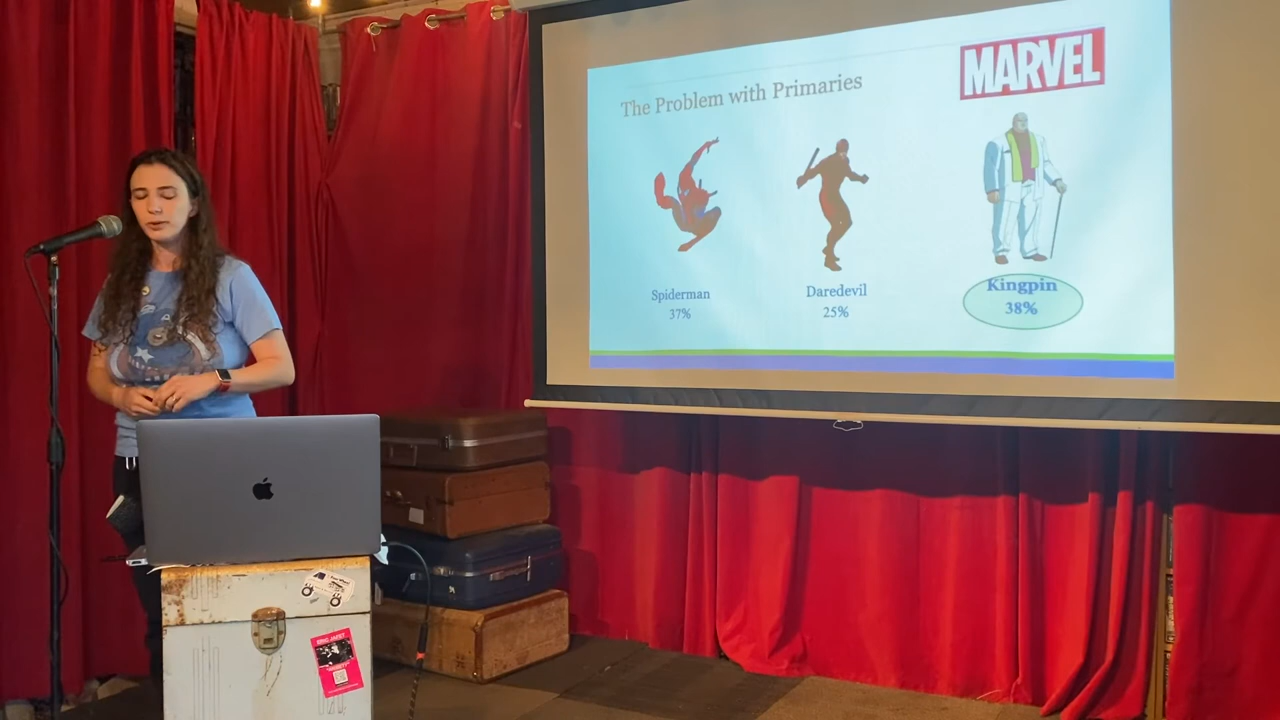 MARVEL
The Problem with Primaries
Spiderman
37%
Daredevil
25%
Kingpin
38%